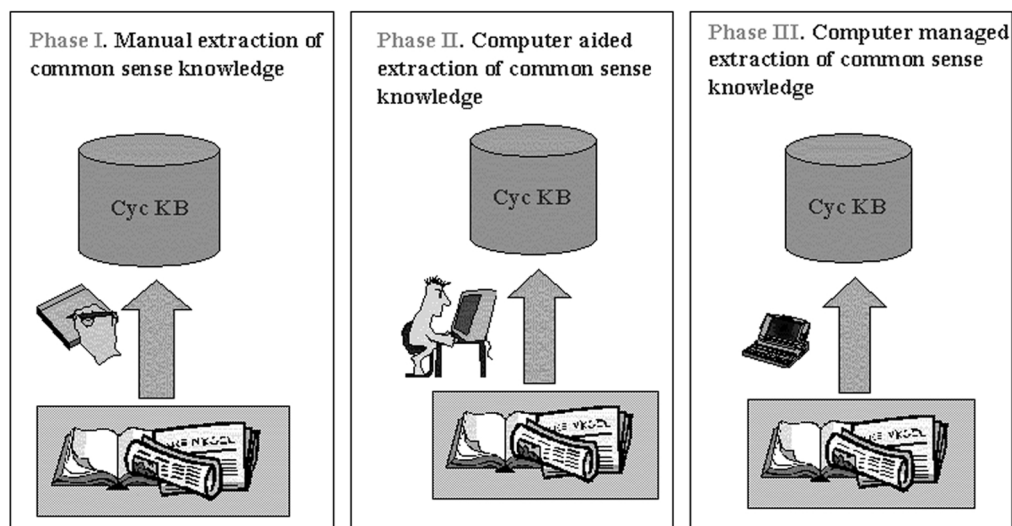 Phase I. Manual extraction of
common sense knowledge
Cyc KB
Phase II. Computer aided
extraction of common sense
knowledge
Cyc KB
Phase III. Computer managed
extraction of common sense
knowledge
Cyc KB